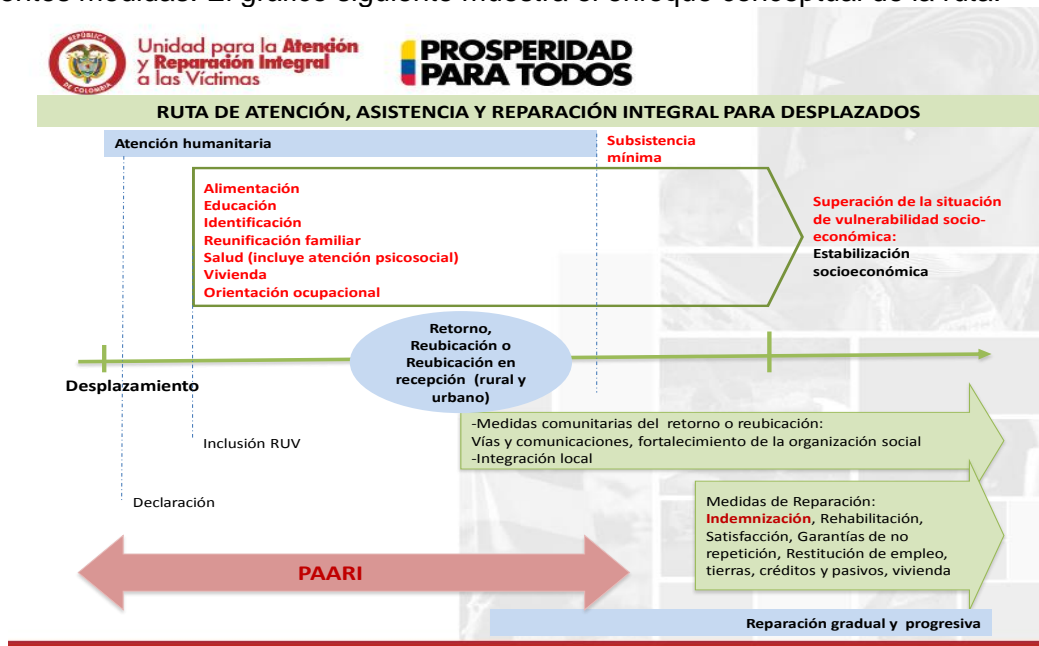 entos medidas. El gráfico siguiente muestra el enfoque conceptual de la ruta.
REPÚBLICA
DE COLOMBIA
Unidad para la Atención
y Reparación Integral
a las Víctimas
PROSPERIDAD
PARA TODOS
RUTA DE ATENCIÓN, ASISTENCIA Y REPARACIÓN INTEGRAL PARA DESPLAZADOS
Atención humanitaria
Subsistencia
mínima
Alimentación
Educación
Identificación
Reunificación familiar
Salud (incluye atención psicosocial)
Vivienda
Orientación ocupacional
Superación de la situación
de vulnerabilidad socio-
económica:
Estabilización
socioeconómica
Retorno,
Reubicación o
Reubicación en
recepción (rural y
urbano)
Desplazamiento
-Medidas comunitarias del retorno o reubicación:
Vías y comunicaciones, fortalecimiento de la organización social
-Integración local
Inclusión RUV
Declaración
Medidas de Reparación:
Indemnización, Rehabilitación,
Satisfacción, Garantías de no
repetición, Restitución de empleo,
tierras, créditos y pasivos, vivienda
PAARI
Reparación gradual y progresiva